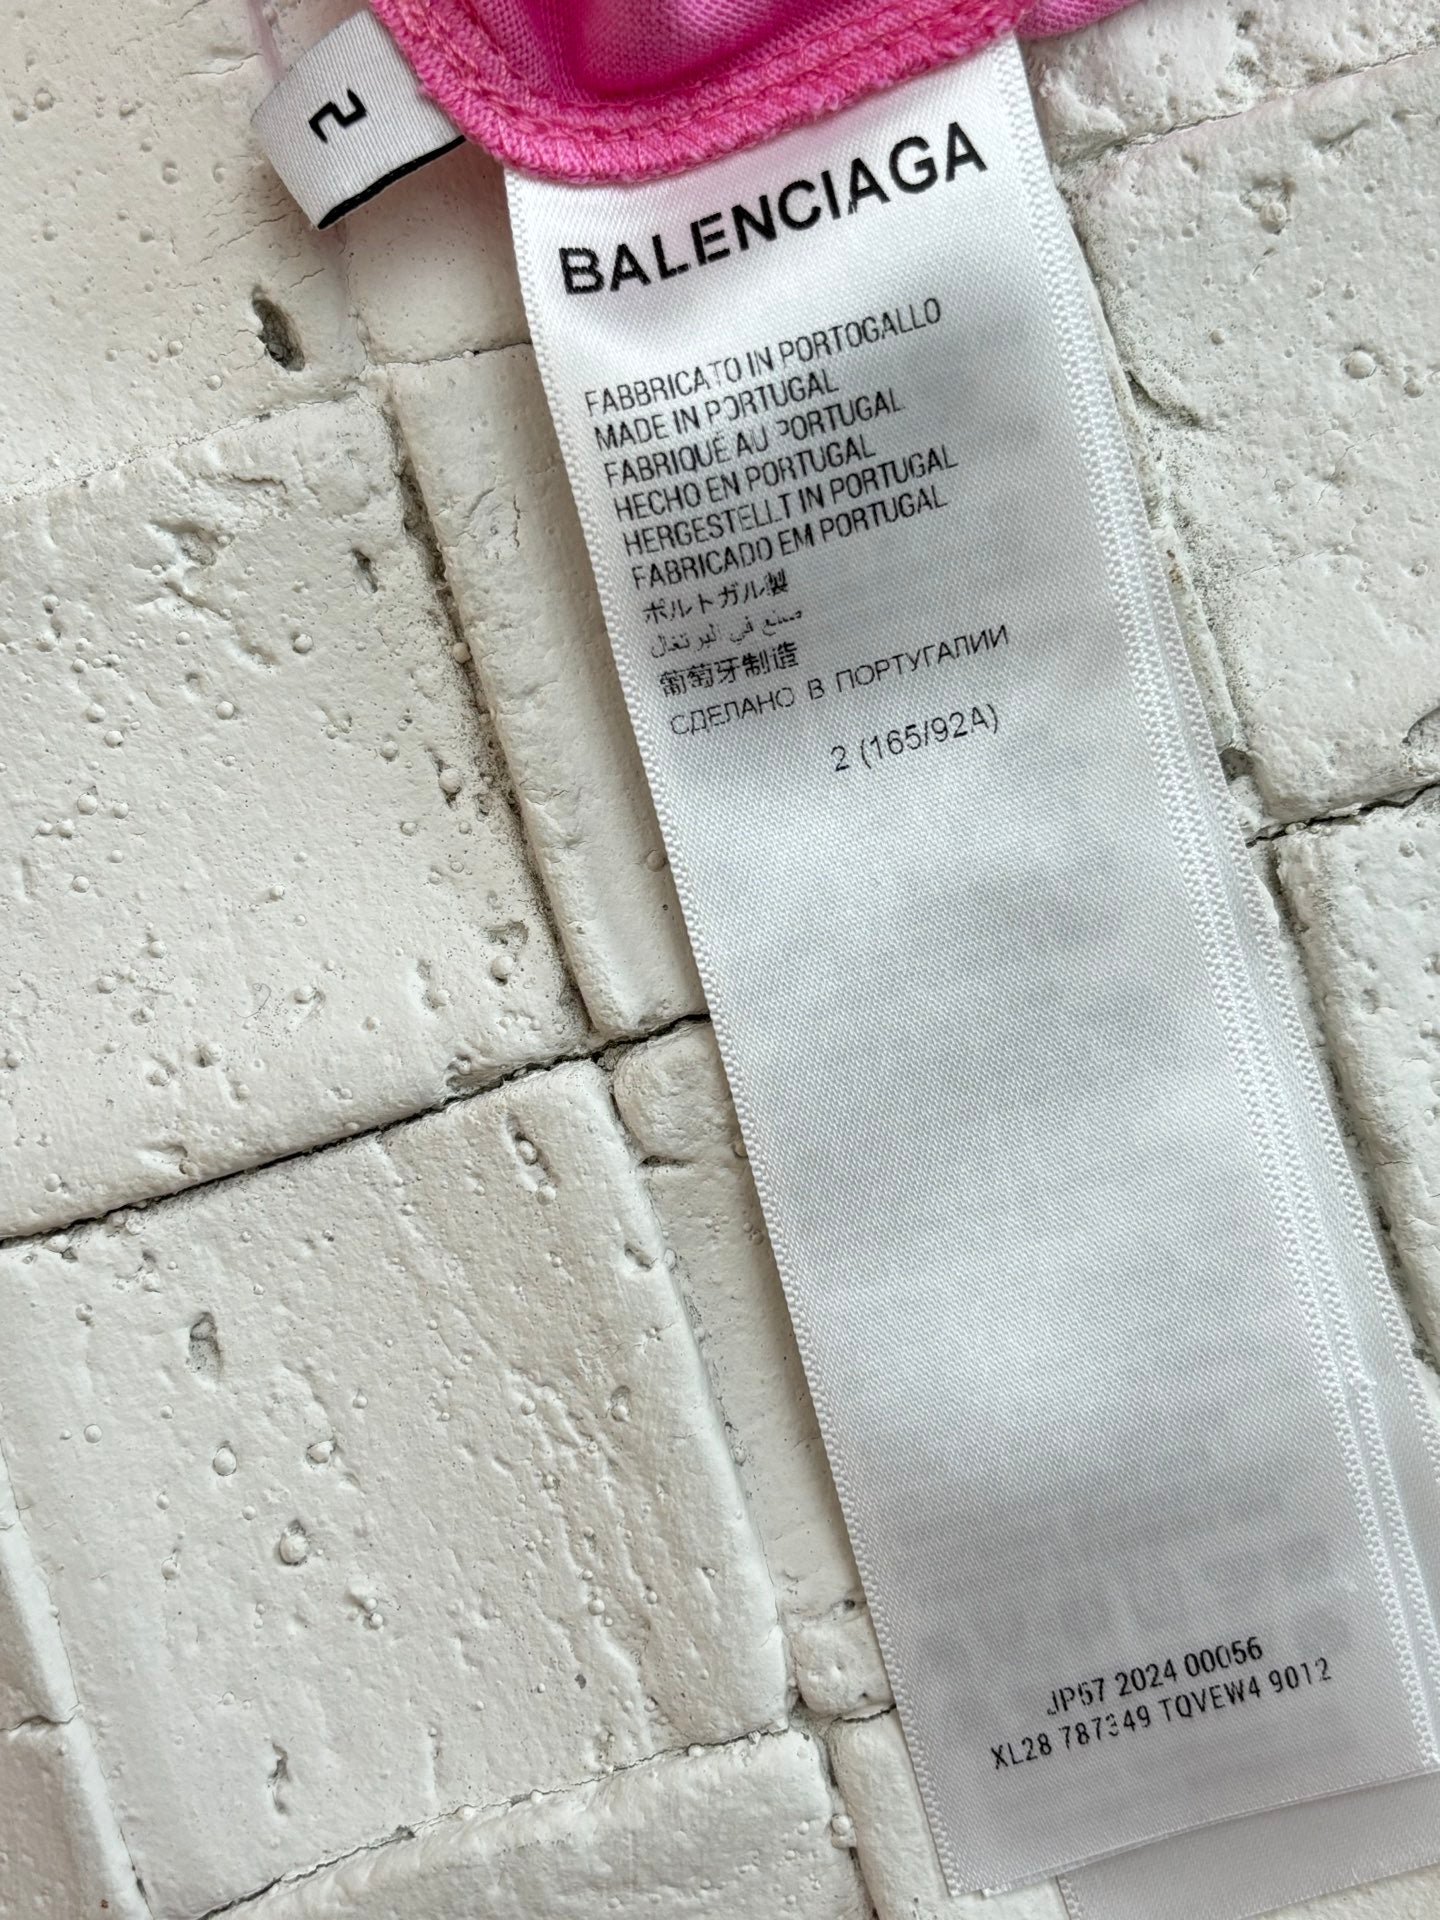 2
BALENCIAGA
FABBRICATO IN PORTOGALLO
MADE IN PORTUGAL
FABRIQUÉ AU PORTUGAL
HECHO EN PORTUGAL
HERGESTELLT IN PORTUGAL
FABRICADO EM PORTUGAL
ポルトガル製
صنع في البرتغال
葡萄牙制造
СДЕЛАНО В ПОРТУГАЛИИ
2 (165/92A)
JP57 2024 00056
XL28 787349 TQVEW4 9012